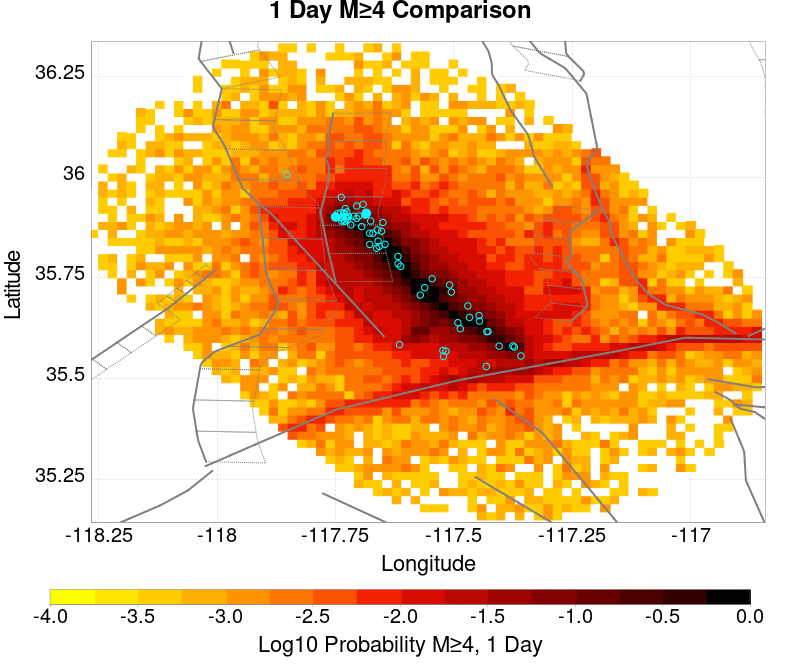 1 Day M≥4 Comparison
36.25
36
35.75
35.5
35.25
Latitude
-118.25 -118 -117.75 -117.5 -117.25 -117
Longitude
-4.0 -3.5 -3.0 -2.5 -2.0 -1.5 -1.0 -0.5 0.0
Log10 Probability M≥4, 1 Day